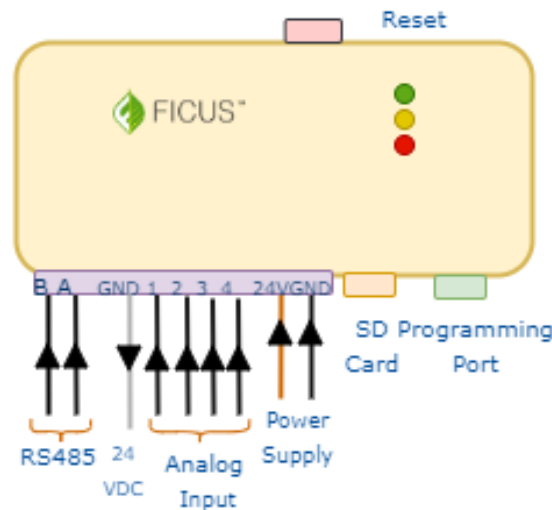 Reset
FICUS™
B A GND 1 2 3 4 24V GND
SD Programming
Card Port
RS485 24 Analog Power
VDC Input Supply